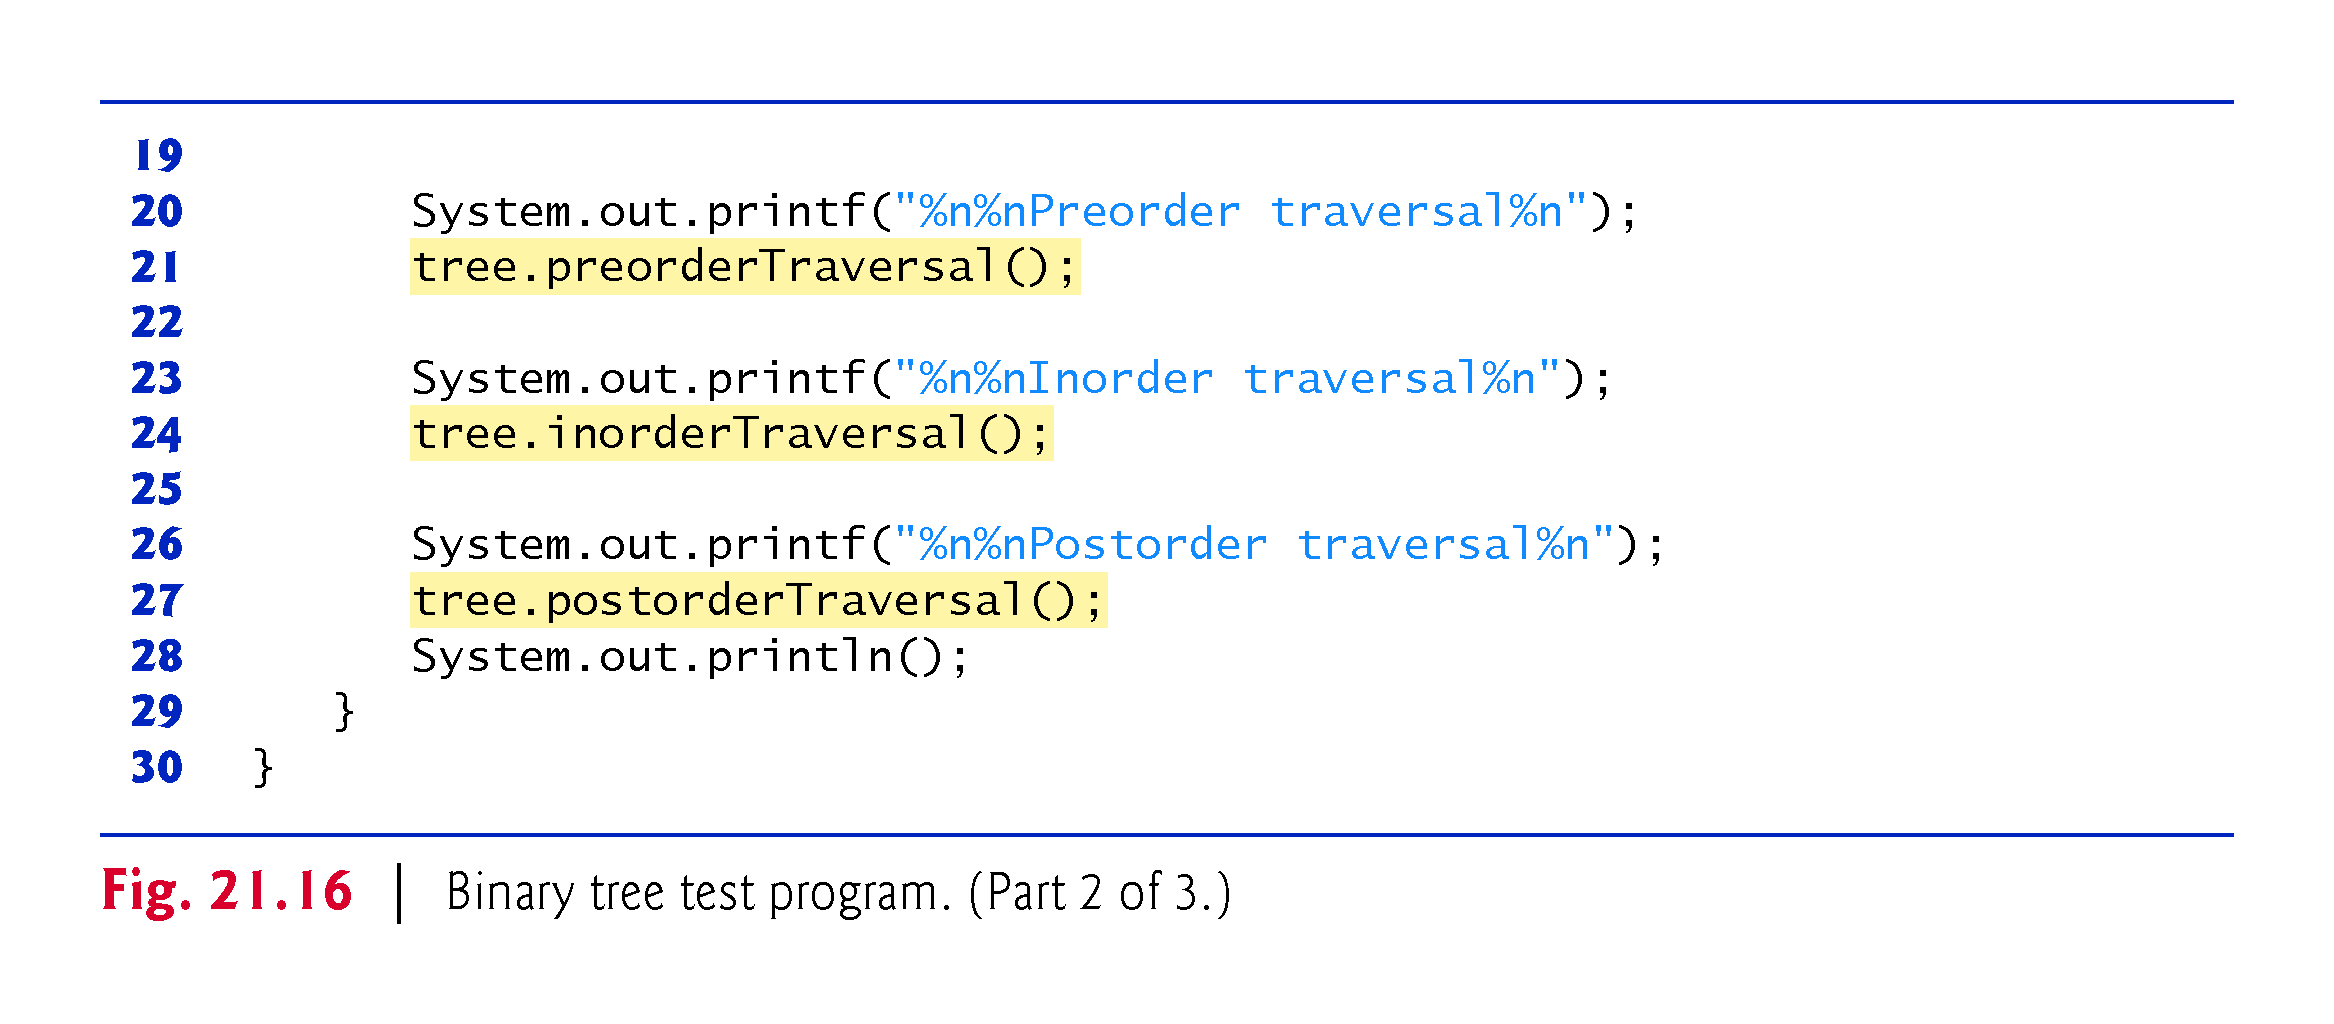 19
20 System.out.printf("%n%nPreorder traversal%n");
21 tree.preorderTraversal();
22
23 System.out.printf("%n%nInorder traversal%n");
24 tree.inorderTraversal();
25
26 System.out.printf("%n%nPostorder traversal%n");
27 tree.postorderTraversal();
28 System.out.println();
29 }
30 }
Fig. 21.16 | Binary tree test program. (Part 2 of 3.)